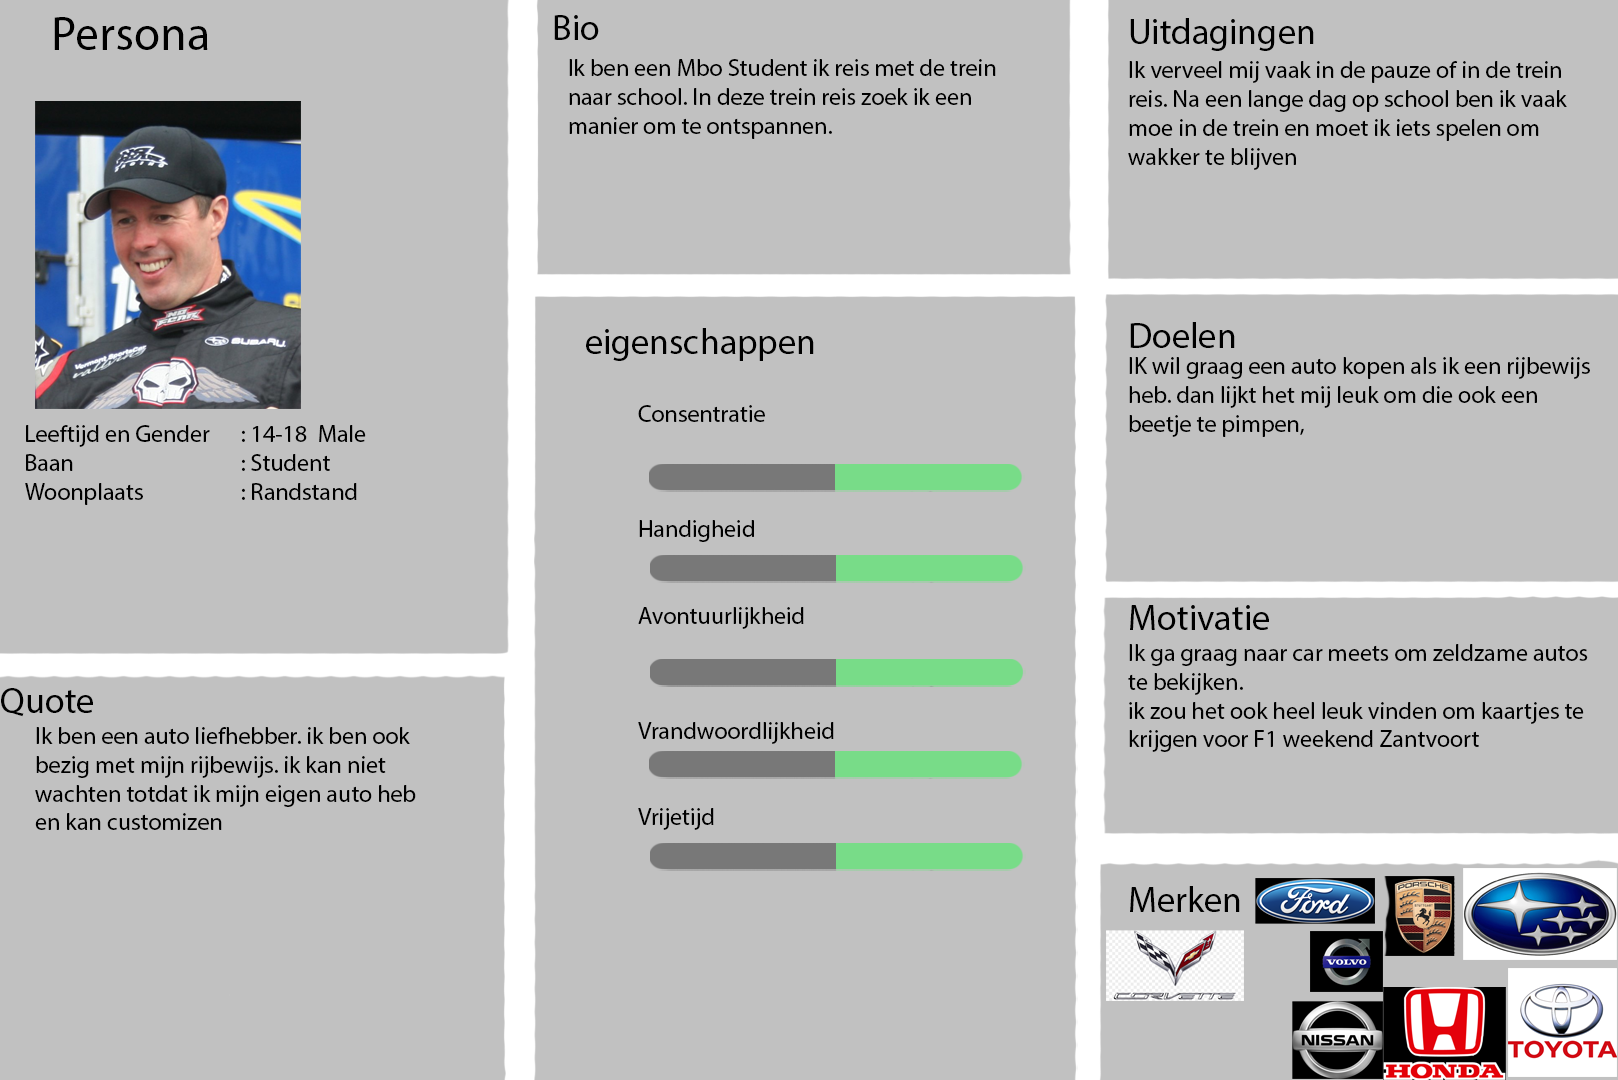 Persona
RACING
NO
FEAR
SUBARU.
Vermont SportsCar
Leeftijd en Gender : 14-18 Male
Baan : Student
Woonplaats : Randstand
Quote
Ik ben een auto liefhebber. ik ben ook
bezig met mijn rijbewijs. ik kan niet
wachten totdat ik mijn eigen auto heb
en kan customizen
Bio
Ik ben een Mbo Student ik reis met de trein
naar school. In deze trein reis zoek ik een
manier om te ontspannen.
eigenschappen
Consentratie
Handigheid
Avontuurlijkheid
Vrandwoordlijkheid
Vrijetijd
Uitdagingen
Ik verveel mij vaak in de pauze of in de trein
reis. Na een lange dag op school ben ik vaak
moe in de trein en moet ik iets spelen om
wakker te blijven
Doelen
IK wil graag een auto kopen als ik een rijbewijs
heb. dan lijkt het mij leuk om die ook een
beetje te pimpen,
Motivatie
Ik ga graag naar car meets om zeldzame autos
te bekijken.
ik zou het ook heel leuk vinden om kaartjes te
krijgen voor F1 weekend Zantvoort
Merken
Ford
PORSCHE
CORVETTE
VOLVO
NISSAN
HONDA
TOYOTA